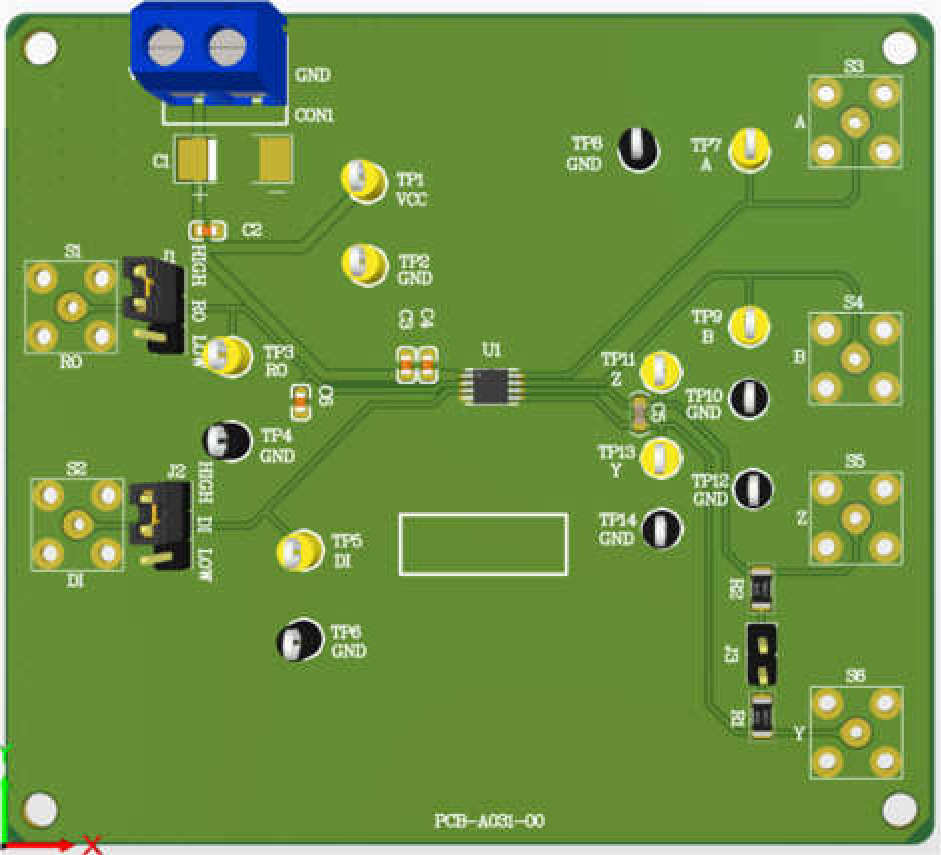 GND
CON1
S3
A
TP8
GND
TP7
A
C1
+
—
TP1
VCC
C2
S1
J1
HIGH
TP2
GND
RO
S4
C3
C4
TP9
B
B
U1
RO
LOW
TP3
RO
TP11
Z
C6
TP10
GND
C5
TP4
GND
TP13
Y
S2
J2
HIGH
S5
TP12
GND
DI
TP14
GND
Z
TP5
DI
DI
LOW
R2
TP6
GND
J3
S6
R1
Y
PCB-A031-00
Y
X